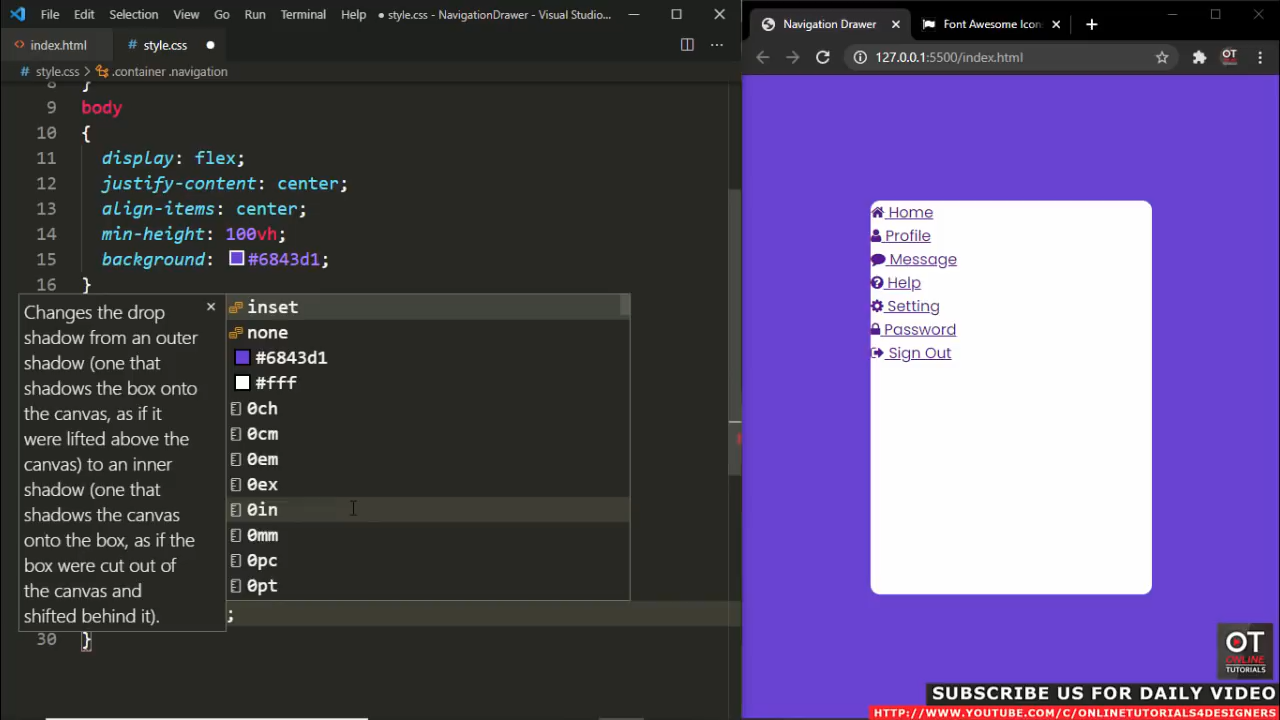 File Edit Selection View Go Run Terminal Help ● style.css - NavigationDrawer - Visual Studio...
index.html
# style.css
# style.css > .container .navigation
8 }
9 body
10 {
11 display: flex;
12 justify-content: center;
13 align-items: center;
14 min-height: 100vh;
15 background: #6843d1;
16 }
Changes the drop
shadow from an outer
shadow (one that
shadows the box onto
the canvas, as if it
were lifted above the
canvas) to an inner
shadow (one that
shadows the canvas
onto the box, as if the
box were cut out of
the canvas and
shifted behind it).
inset
none
#6843d1
#fff
0ch
0cm
0em
0ex
0in
0mm
0pc
0pt
;
30 }
Navigation Drawer
Font Awesome Icon
127.0.0.1:5500/index.html
OT
Home
Profile
Message
Help
Setting
Password
Sign Out
OT
ONLINE
TUTORIALS
SUBSCRIBE US FOR DAILY VIDEO
HTTP://WWW.YOUTUBE.COM/C/ONLINETUTORIALS4DESIGNERS